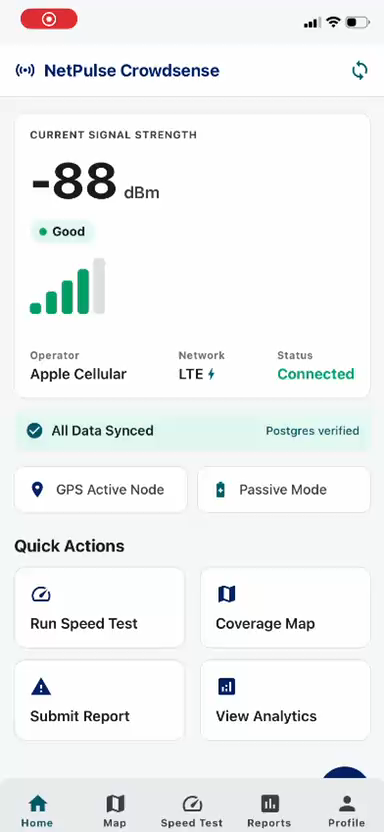 NetPulse Crowdsense
CURRENT SIGNAL STRENGTH
-88 dBm
Good
Operator Network Status
Apple Cellular LTE Connected
All Data Synced Postgres verified
GPS Active Node Passive Mode
Quick Actions
Run Speed Test Coverage Map
Submit Report View Analytics
Home Map Speed Test Reports Profile